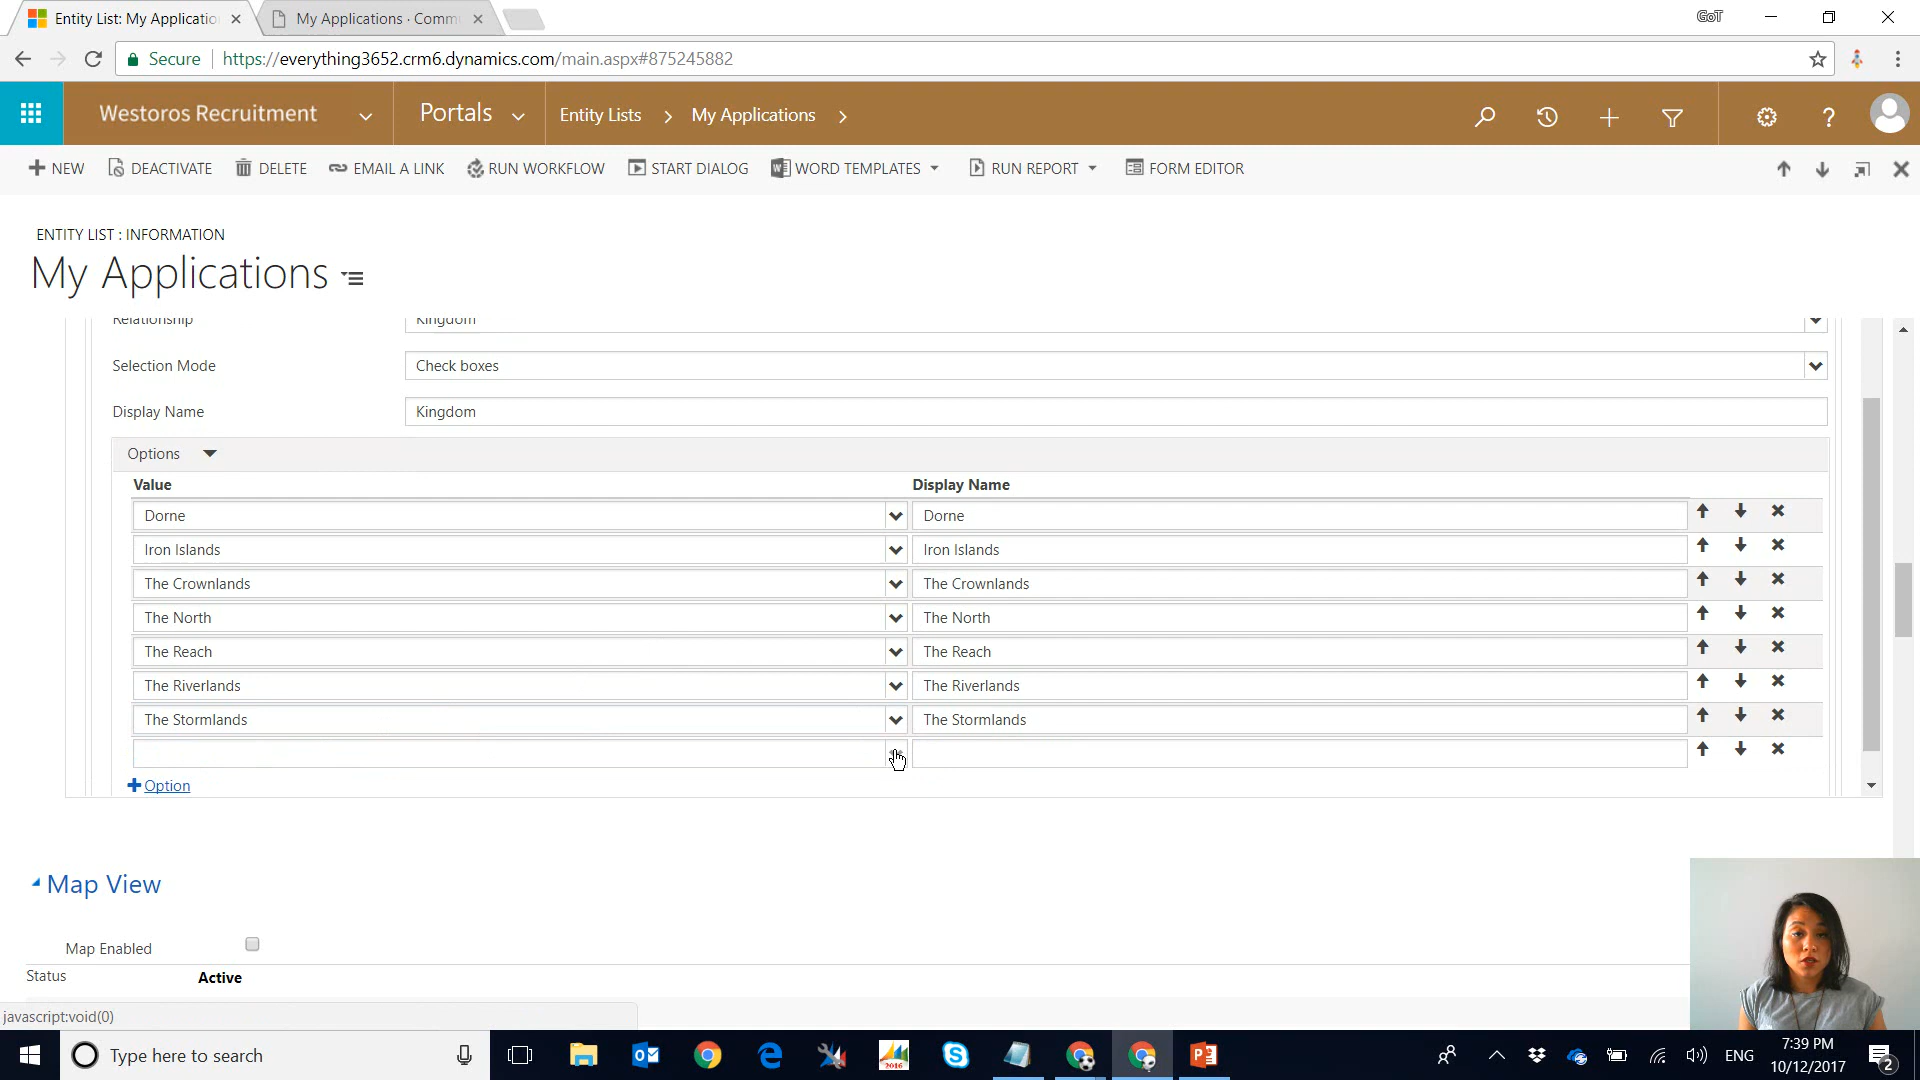 Entity List: My Applicatio
My Applications · Comm
GoT
Secure
https://everything3652.crm6.dynamics.com/main.aspx#875245882
Westoros Recruitment
Portals
Entity Lists
My Applications
NEW
DEACTIVATE
DELETE
EMAIL A LINK
RUN WORKFLOW
START DIALOG
WORD TEMPLATES
RUN REPORT
FORM EDITOR
ENTITY LIST : INFORMATION
My Applications
Relationship
Kingdom
Selection Mode
Check boxes
Display Name
Kingdom
Options
Value
Display Name
Dorne
Dorne
Iron Islands
Iron Islands
The Crownlands
The Crownlands
The North
The North
The Reach
The Reach
The Riverlands
The Riverlands
The Stormlands
The Stormlands
Option
Map View
Map Enabled
Status
Active
javascript:void(0)
Type here to search
2016
ENG
7:39 PM
10/12/2017
2